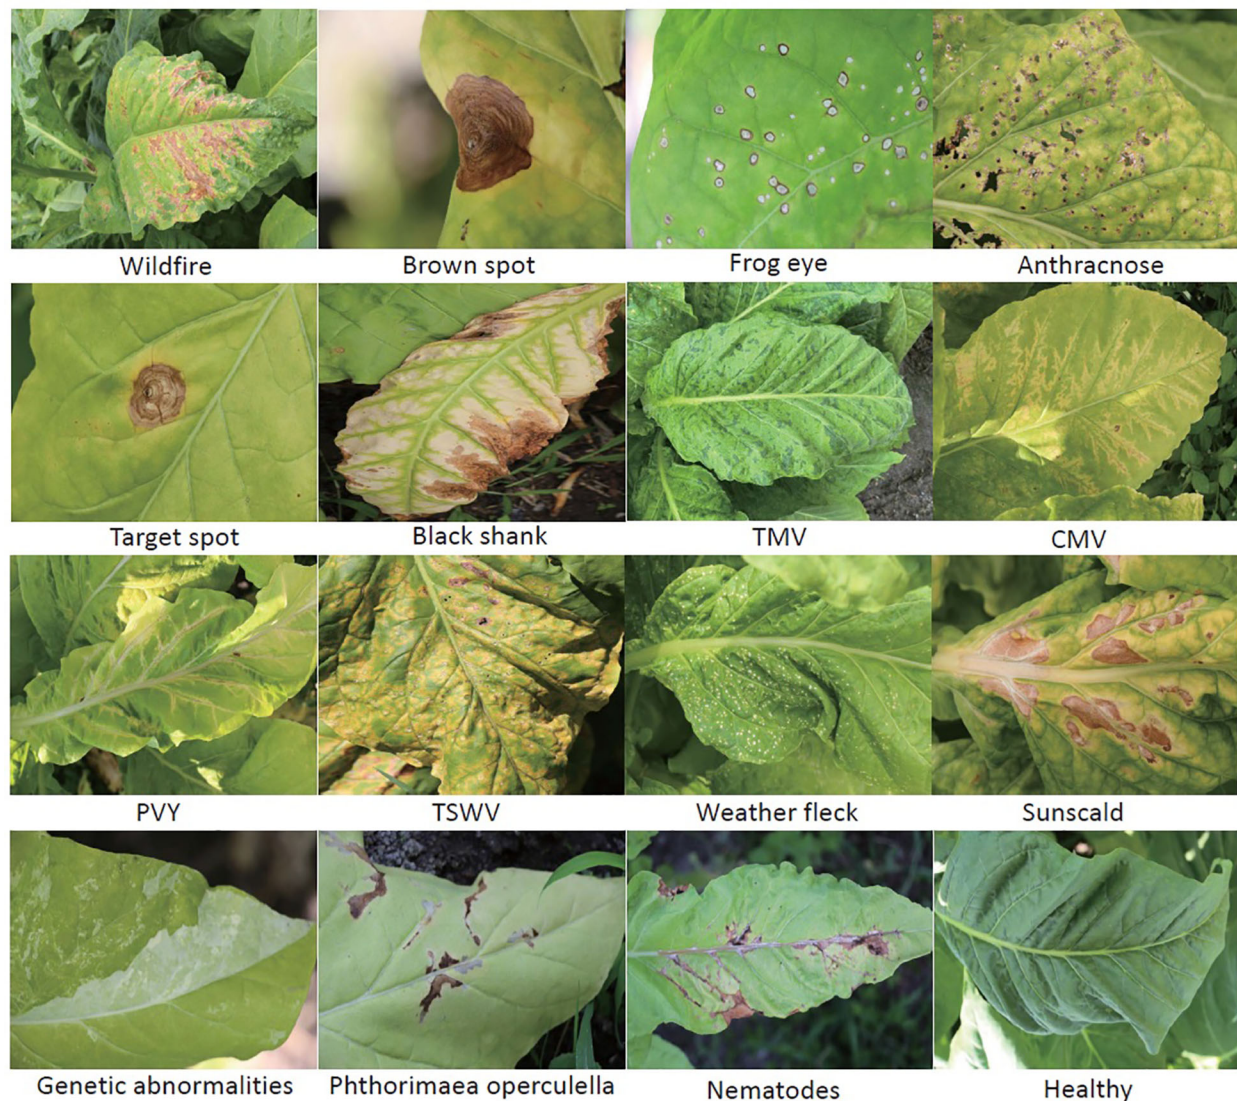 Wildfire
Brown spot
Frog eye
Anthracnose
Target spot
Black shank
TMV
CMV
PVY
TSWV
Weather fleck
Sunscald
Genetic abnormalities
Phthorimaea operculella
Nematodes
Healthy